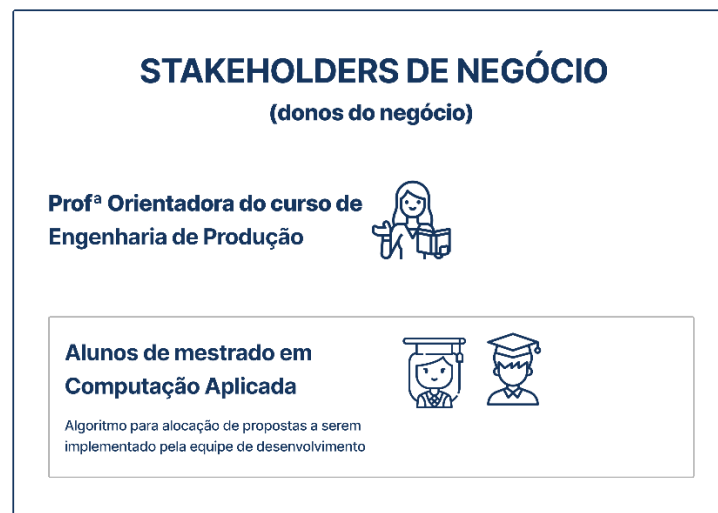 STAKEHOLDERS DE NEGÓCIO
(donos do negócio)
Profª Orientadora do curso de
Engenharia de Produção
Alunos de mestrado em
Computação Aplicada
Algoritmo para alocação de propostas a serem
implementado pela equipe de desenvolvimento